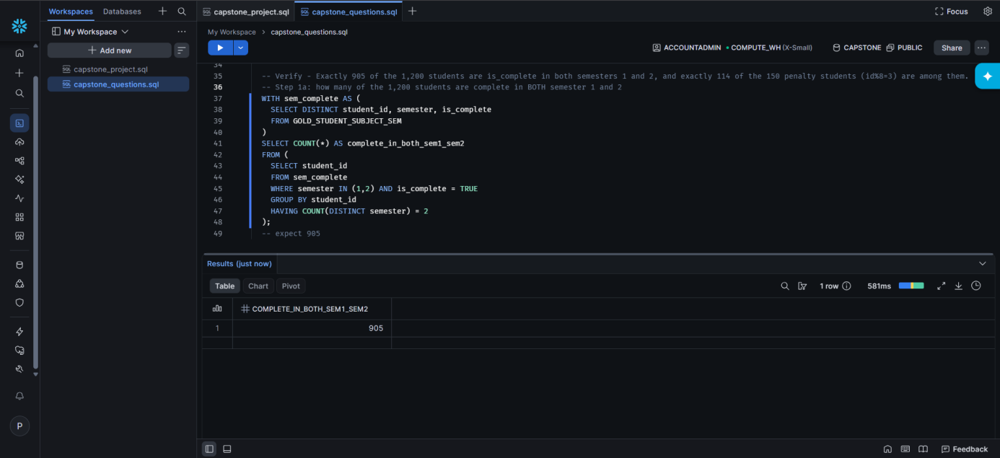 Workspaces Databases
capstone_project.sql capstone_questions.sql
Focus
My Workspace
My Workspace > capstone_questions.sql
Add new
ACCOUNTADMIN COMPUTE_WH (X-Small) CAPSTONE PUBLIC Share
capstone_project.sql
capstone_questions.sql
34
35 -- Verify - Exactly 905 of the 1,200 students are is_complete in both semesters 1 and 2, and exactly 114 of the 150 penalty students (id%8=3) are among them.
36 -- Step 1a: how many of the 1,200 students are complete in BOTH semester 1 and 2
37 WITH sem_complete AS (
38 SELECT DISTINCT student_id, semester, is_complete
39 FROM GOLD_STUDENT_SUBJECT_SEM
40 )
41 SELECT COUNT(*) AS complete_in_both_sem1_sem2
42 FROM (
43 SELECT student_id
44 FROM sem_complete
45 WHERE semester IN (1,2) AND is_complete = TRUE
46 GROUP BY student_id
47 HAVING COUNT(DISTINCT semester) = 2
48 );
49 -- expect 905
Results (just now)
Table Chart Pivot
1 row 581ms
COMPLETE_IN_BOTH_SEM1_SEM2
1 905
P
Feedback